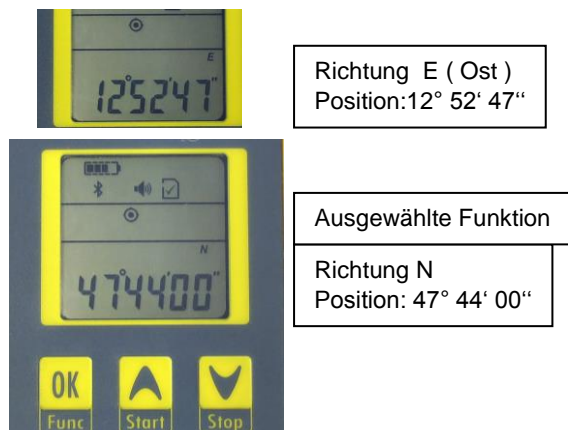 E
12°52'47"
Richtung E ( Ost )
Position:12° 52‘ 47‘‘
N
47°44'00"
Ausgewählte Funktion
Richtung N
Position: 47° 44‘ 00‘‘
OK
Func
Start
Stop